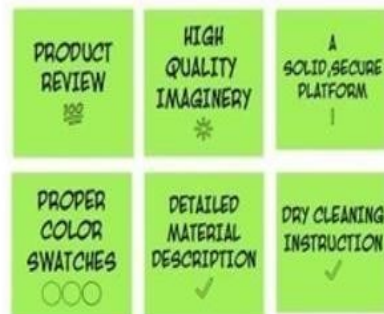 PRODUCT
REVIEW
💯
HIGH
QUALITY
IMAGINERY
A
SOLID,SECURE
PLATFORM
PROPER
COLOR
SWATCHES
DETAILED
MATERIAL
DESCRIPTION
✓
DRY CLEANING
INSTRUCTION
✓